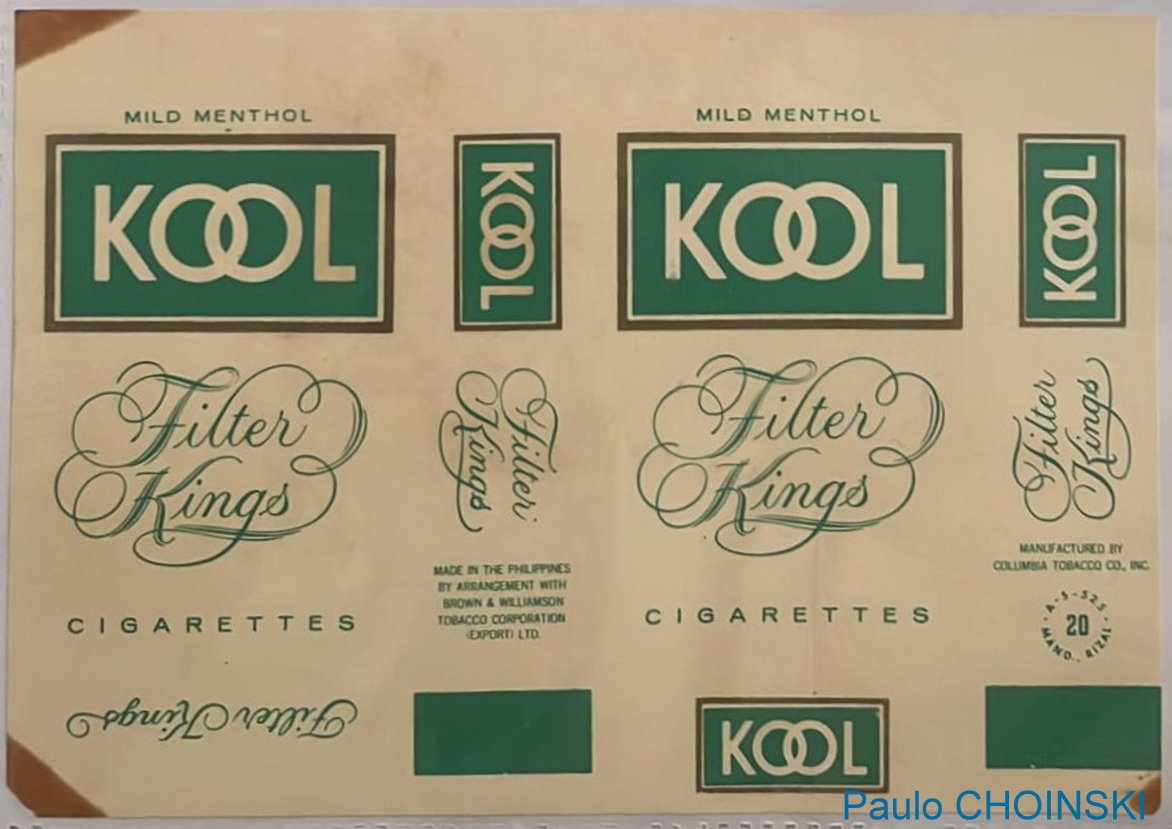 MILD MENTHOL
KOOL
Filter
Kings
CIGARETTES
Filter Kings
KOOL
Filter
Kings
MADE IN THE PHILIPPINES
BY ARRANGEMENT WITH
BROWN & WILLIAMSON
TOBACCO CORPORATION
(EXPORT) LTD.
MILD MENTHOL
KOOL
Filter
Kings
CIGARETTES
KOOL
KOOL
Filter
Kings
MANUFACTURED BY
COLUMBIA TOBACCO CO., INC.
A-3-525
20
MAND., RIZAL
Paulo CHOINSKI